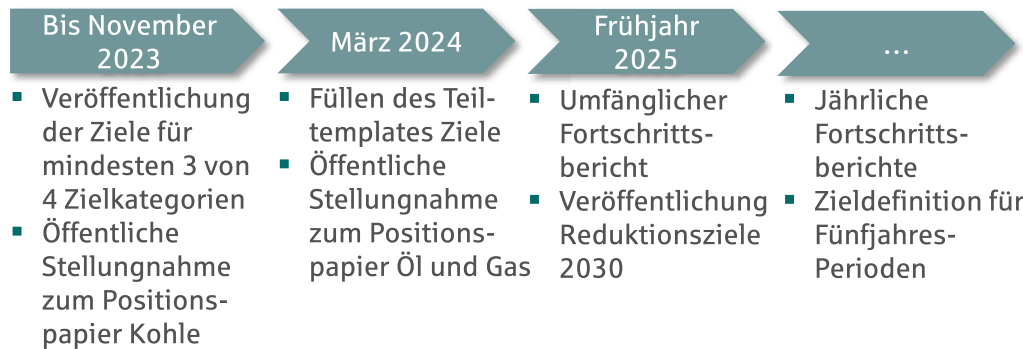 Bis November
2023
Veröffentlichung
der Ziele für
mindesten 3 von
4 Zielkategorien
Öffentliche
Stellungnahme
zum Positions-
papier Kohle
März 2024
Füllen des Teil-
templates Ziele
Öffentliche
Stellungnahme
zum Positions-
papier Öl und Gas
Frühjahr
2025
Umfänglicher
Fortschritts-
bericht
Veröffentlichung
Reduktionsziele
2030
...
Jährliche
Fortschritts-
berichte
Zieldefinition für
Fünfjahres-
Perioden